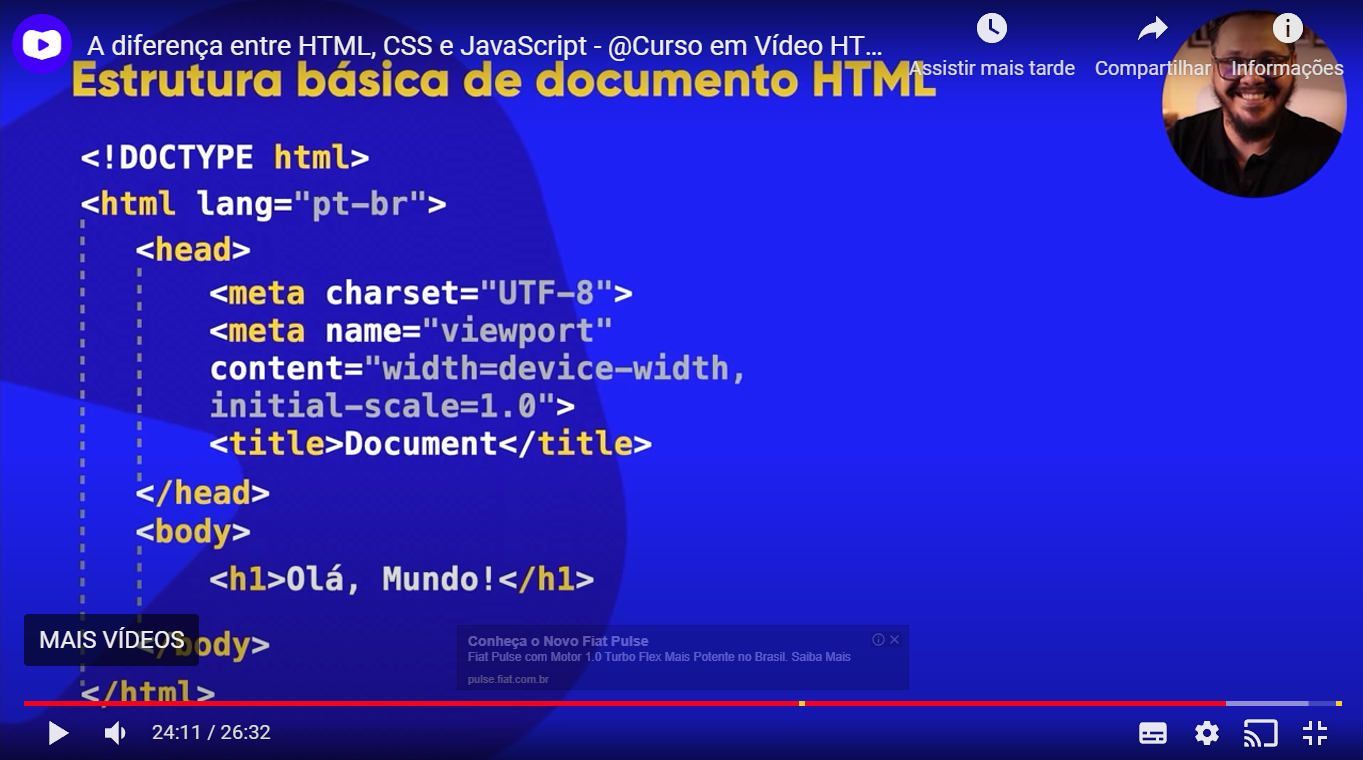 A diferença entre HTML, CSS e JavaScript - @Curso em Vídeo HT...
Assistir mais tarde
Compartilhar
Informações
Estrutura básica de documento HTML
<!DOCTYPE html>
<html lang="pt-br">
<head>
<meta charset="UTF-8">
<meta name="viewport"
content="width=device-width,
initial-scale=1.0">
<title>Document</title>
</head>
<body>
<h1>Olá, Mundo!</h1>
</body>
</html>
MAIS VÍDEOS
Conheça o Novo Fiat Pulse
Fiat Pulse com Motor 1.0 Turbo Flex Mais Potente no Brasil. Saiba Mais
pulse.fiat.com.br
24:11 / 26:32